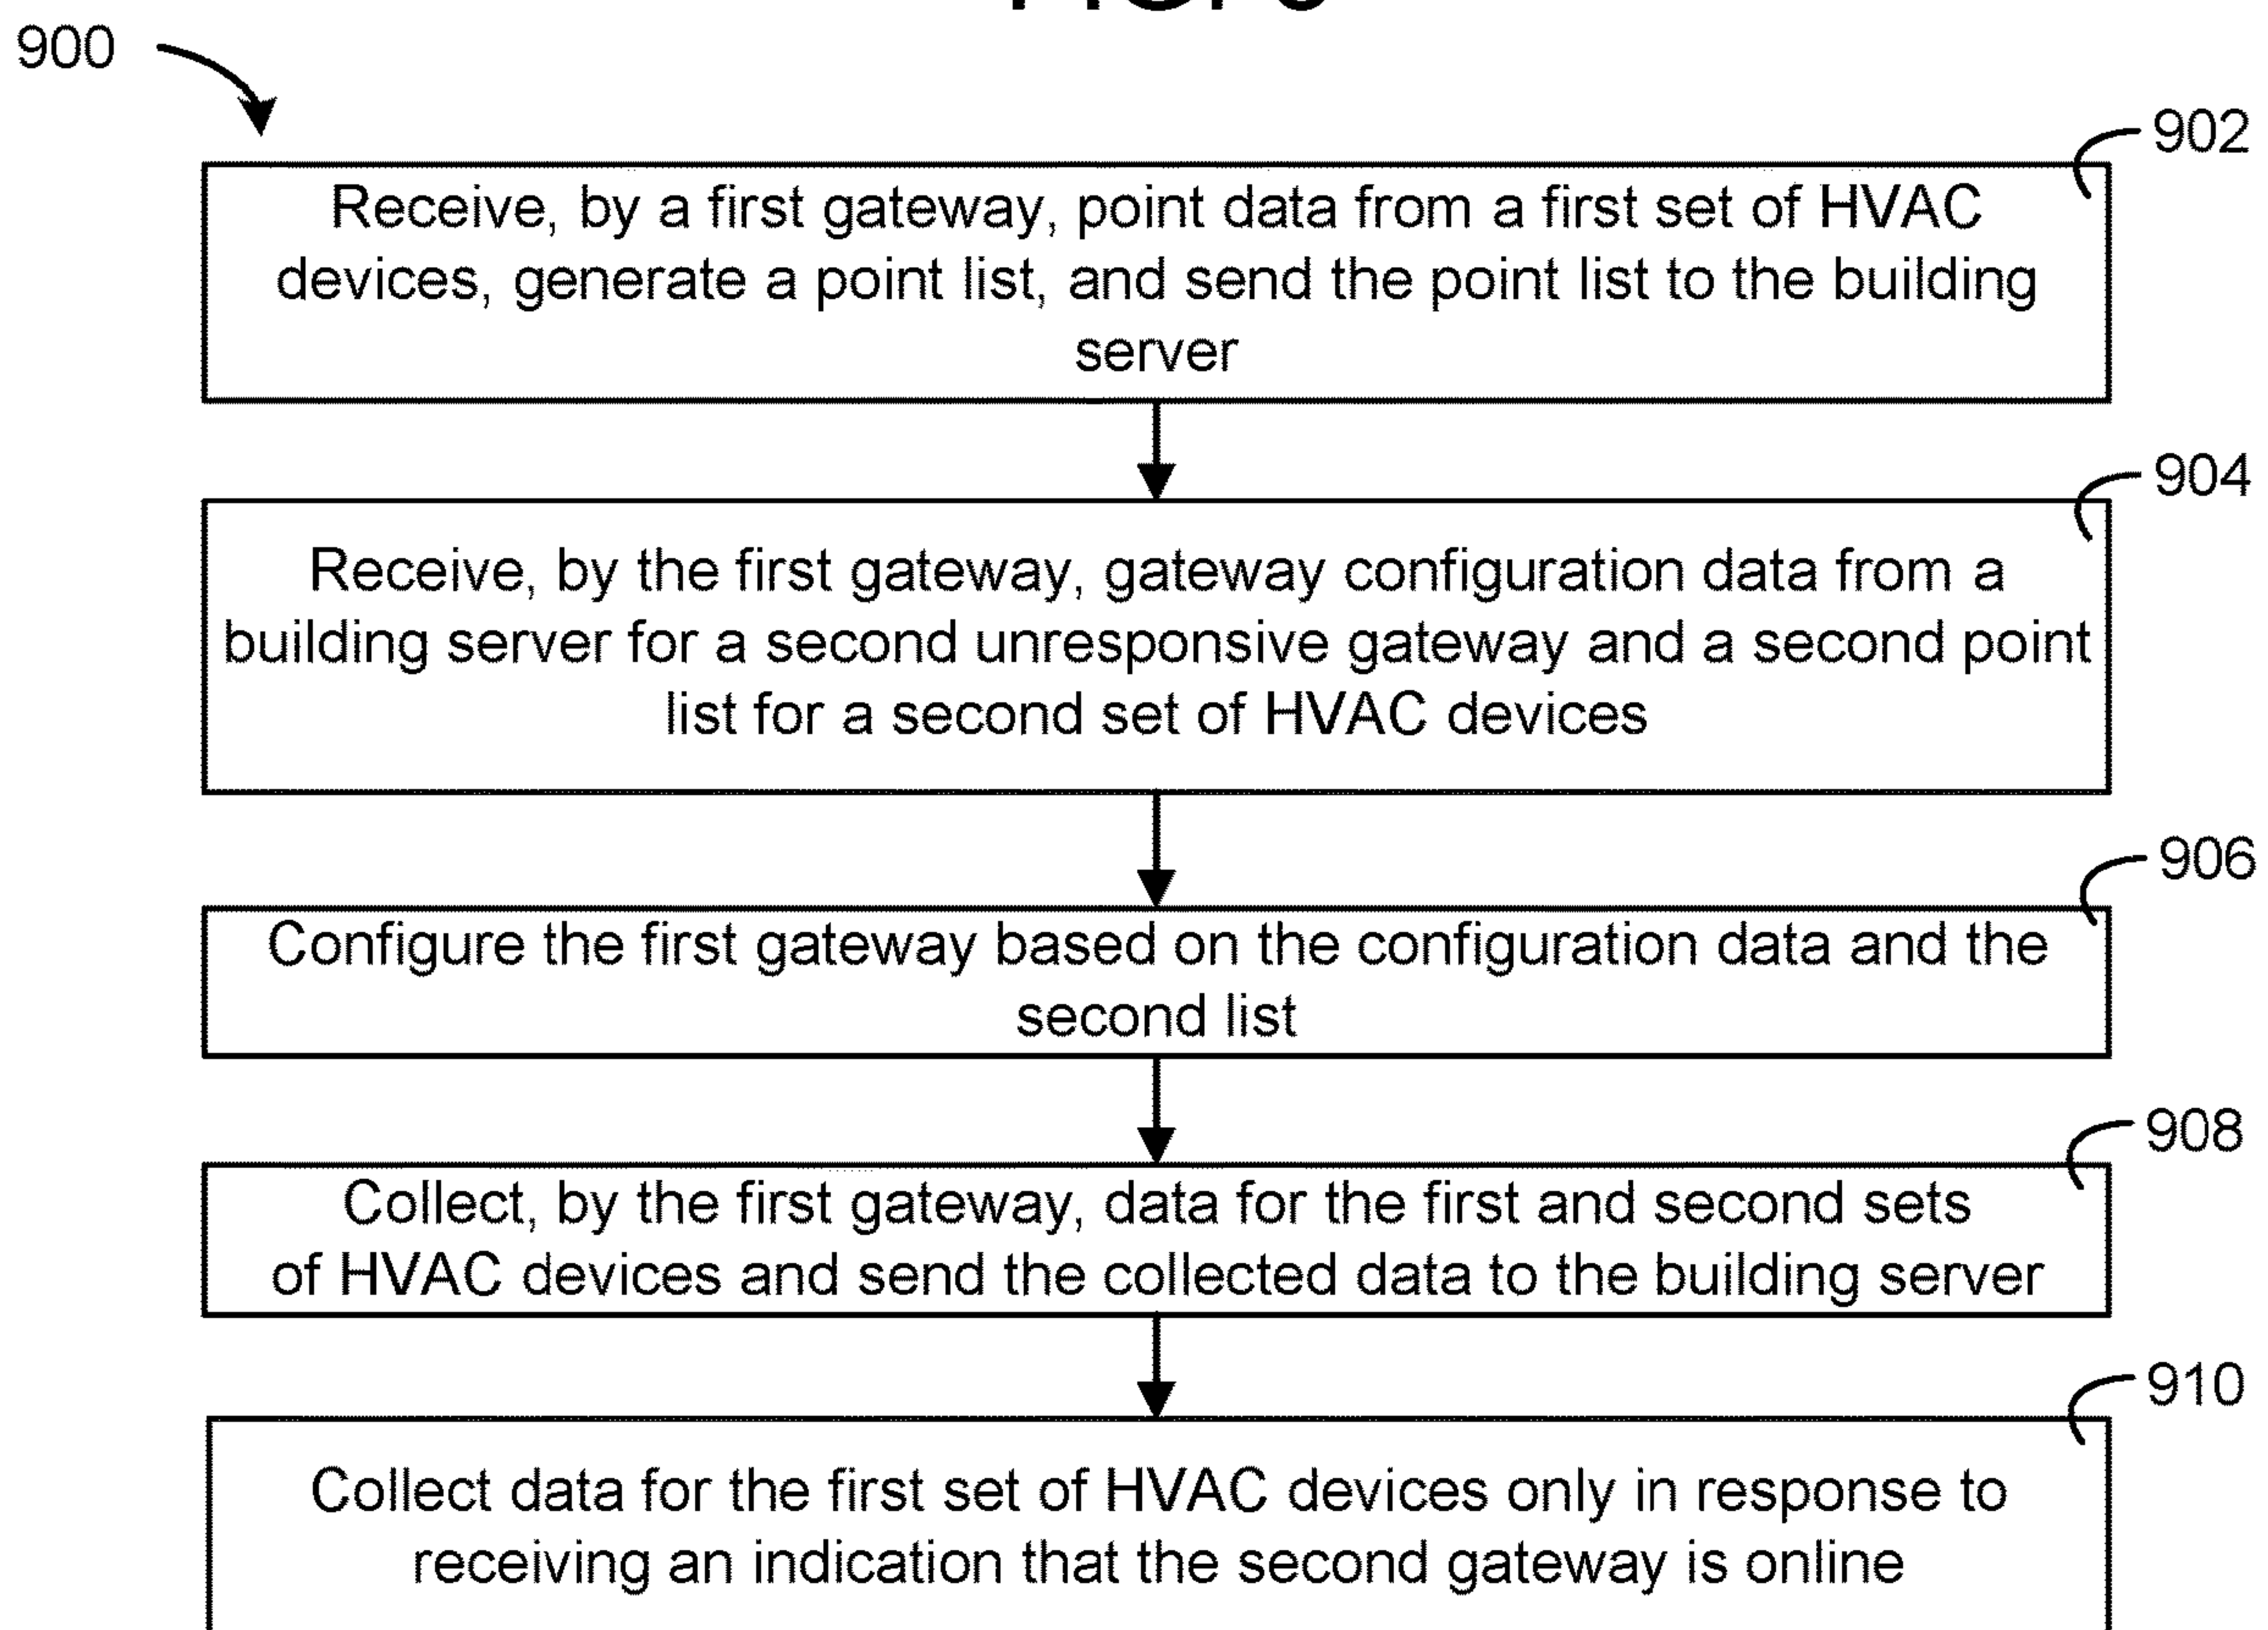 900
902
Receive, by a first gateway, point data from a first set of HVAC
devices, generate a point list, and send the point list to the building
server
904
Receive, by the first gateway, gateway configuration data from a
building server for a second unresponsive gateway and a second point
list for a second set of HVAC devices
906
Configure the first gateway based on the configuration data and the
second list
908
Collect, by the first gateway, data for the first and second sets
of HVAC devices and send the collected data to the building server
910
Collect data for the first set of HVAC devices only in response to
receiving an indication that the second gateway is online